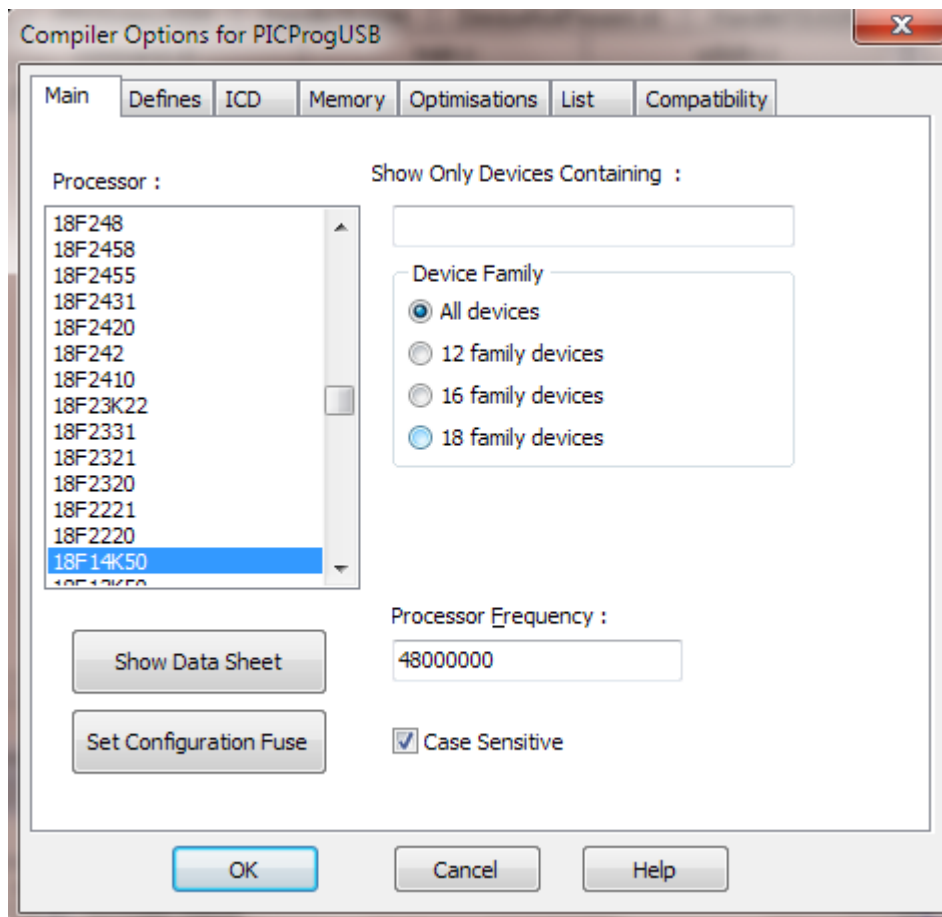 Compiler Options for PICProgUSB
Main Defines ICD Memory Optimisations List Compatibility
Processor :
Show Only Devices Containing :
18F248
18F2458
18F2455
18F2431
18F2420
18F242
18F2410
18F23K22
18F2331
18F2321
18F2320
18F2221
18F2220
18F14K50
Device Family
All devices
12 family devices
16 family devices
18 family devices
Processor Frequency :
48000000
Show Data Sheet
Set Configuration Fuse
Case Sensitive
OK Cancel Help